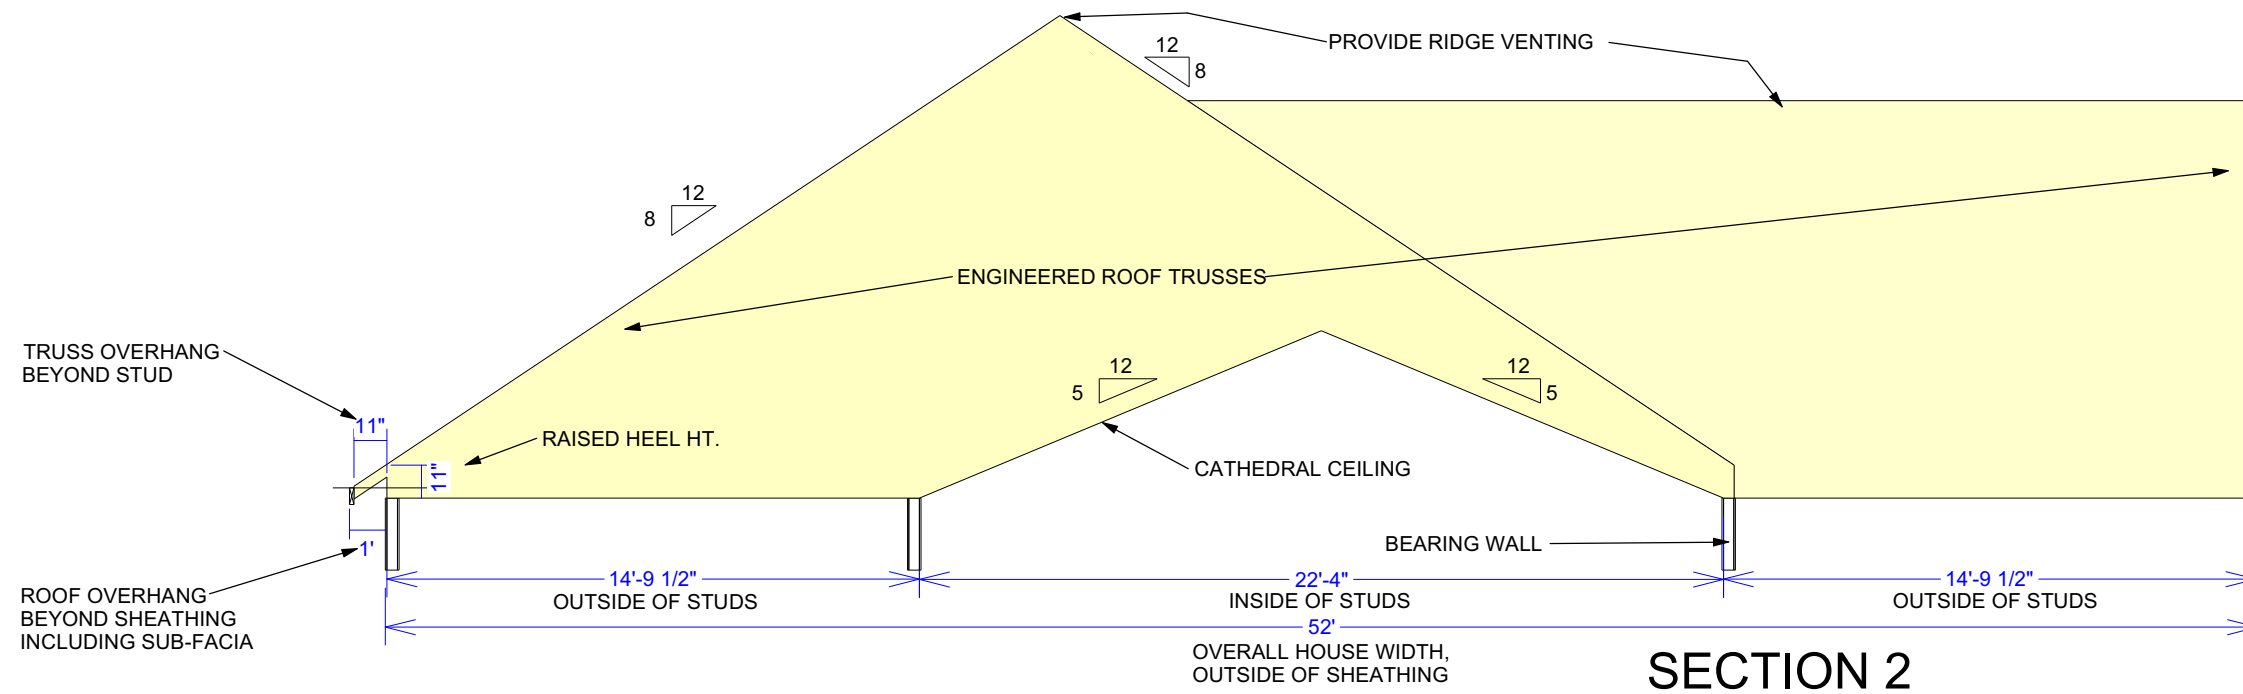 12
8
PROVIDE RIDGE VENTING
12
8
ENGINEERED ROOF TRUSSES
TRUSS OVERHANG
BEYOND STUD
12
5
12
5
11"
RAISED HEEL HT.
11"
CATHEDRAL CEILING
1'
BEARING WALL
ROOF OVERHANG
BEYOND SHEATHING
INCLUDING SUB-FACIA
14'-9 1/2"
OUTSIDE OF STUDS
22'-4"
INSIDE OF STUDS
14'-9 1/2"
OUTSIDE OF STUDS
52'
OVERALL HOUSE WIDTH,
OUTSIDE OF SHEATHING
SECTION 2